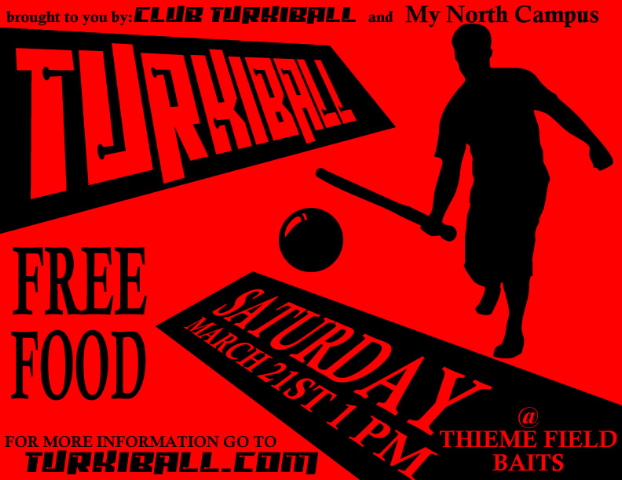 brought to you by: CLUB TURKIBALL and My North Campus
TURKIBALL
FREE
FOOD
SATURDAY
MARCH 21ST 1 PM
@
THIEME FIELD
BAITS
FOR MORE INFORMATION GO TO
TURKIBALL.COM